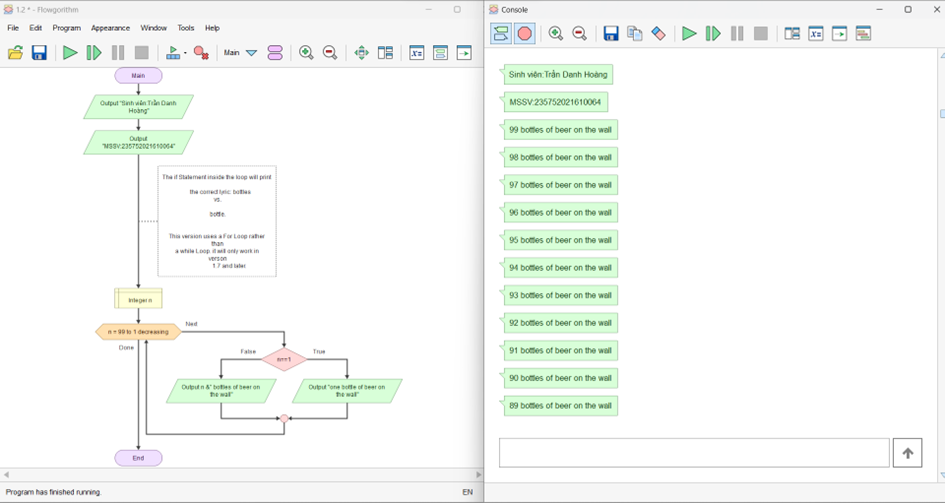 1.2 * - Flowgorithm
File Edit Program Appearance Window Tools Help
Main
Main
Output "Sinh viên:Trần Danh
Hoàng"
Output
"MSSV:235752021610064"
The if Statement inside the loop will print
the correct lyric: bottles
vs.
bottle.
This version uses a For Loop rather
than
a while Loop. it will only work in
verson
1.7 and later.
Integer n
n = 99 to 1 decreasing
Ned
Done
False
True
n==1
Output n &" bottles of beer on
the wall"
Output "one bottle of beer on
the wall"
End
Program has finished running.
EN
Console
Sinh viên:Trần Danh Hoàng
MSSV:235752021610064
99 bottles of beer on the wall
98 bottles of beer on the wall
97 bottles of beer on the wall
96 bottles of beer on the wall
95 bottles of beer on the wall
94 bottles of beer on the wall
93 bottles of beer on the wall
92 bottles of beer on the wall
91 bottles of beer on the wall
90 bottles of beer on the wall
89 bottles of beer on the wall